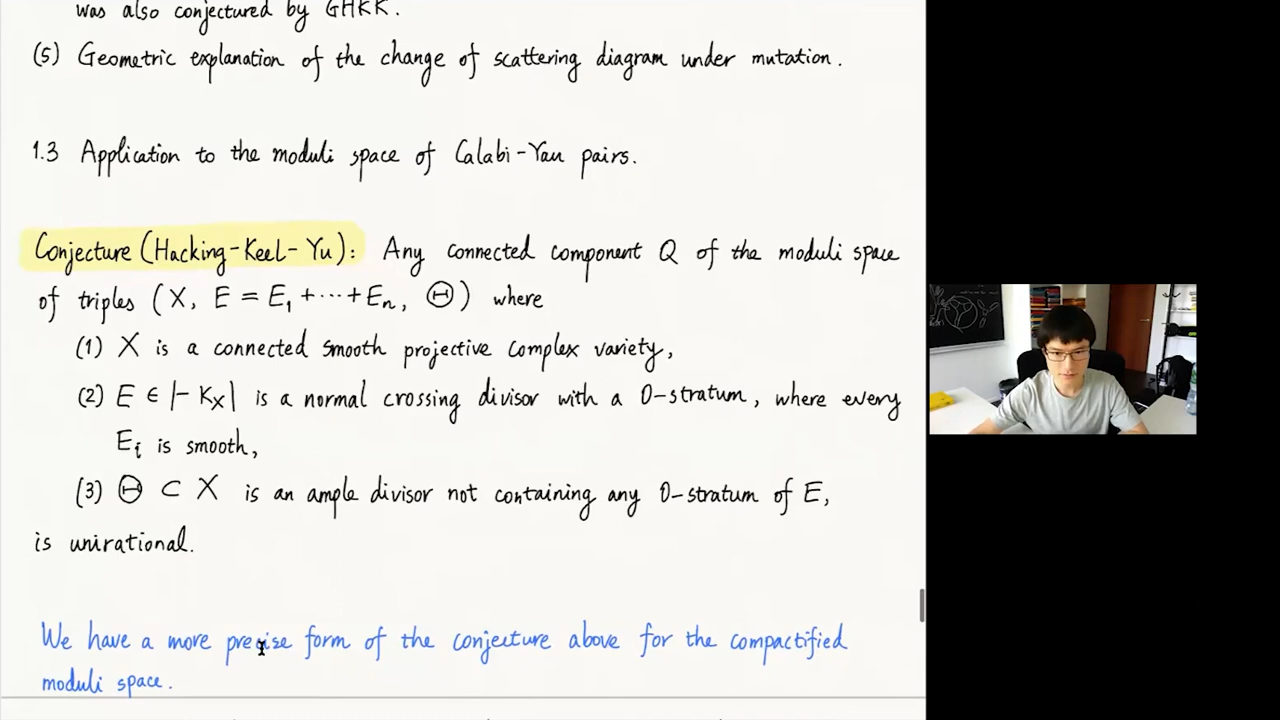 was also conjectured by GHKK.
(5) Geometric explanation of the change of scattering diagram under mutation.
1.3 Application to the moduli space of Calabi-Yau pairs.
Conjecture (Hacking-Keel-Yu): Any connected component Q of the moduli space
of triples (X, E = E₁ + ⋯ + Eₙ, Θ) where
(1) X is a connected smooth projective complex variety,
(2) E ∈ |-K_X| is a normal crossing divisor with a 0-stratum, where every
Eᵢ is smooth,
(3) Θ ⊂ X is an ample divisor not containing any 0-stratum of E,
is unirational.
We have a more precise form of the conjecture above for the compactified
moduli space.